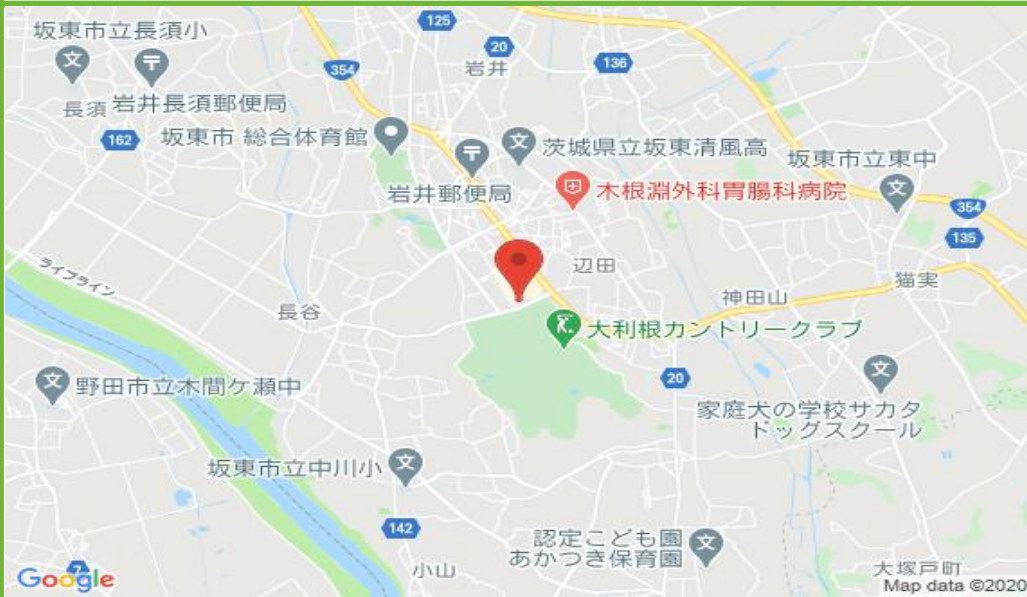 125
坂東市立長須小
20
岩井
136
354
長須
岩井長須郵便局
162
坂東市 総合体育館
茨城県立坂東清風高
坂東市立東中
岩井郵便局
木根淵外科胃腸科病院
354
135
ライフライン
辺田
猫実
長谷
神田山
大利根カントリークラブ
野田市立木間ケ瀬中
20
家庭犬の学校サカタ
ドッグスクール
坂東市立中川小
142
認定こども園
あかつき保育園
小山
大塚戸町
7
Google
Map data ©2020